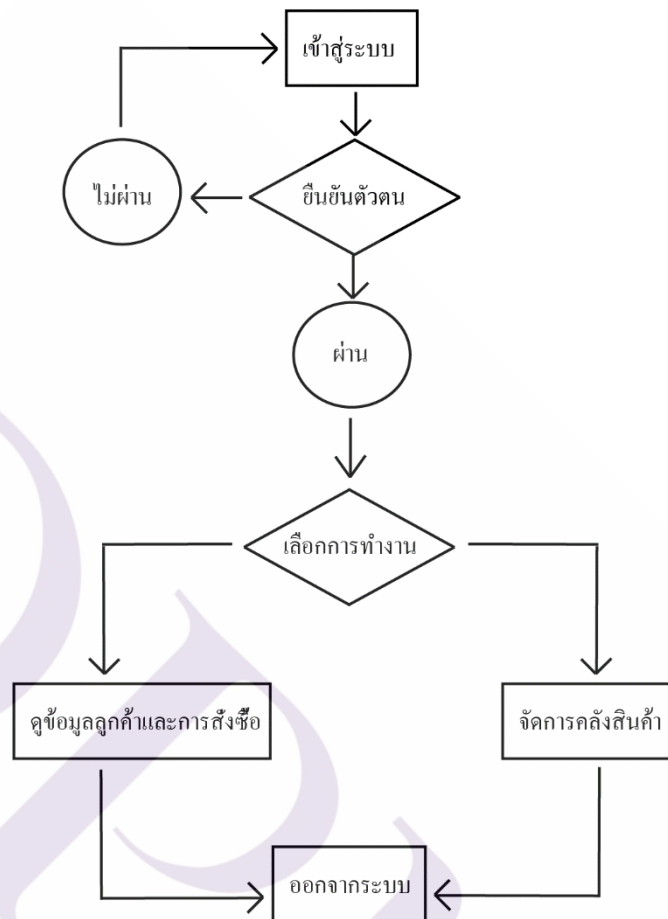 เข้าสู่ระบบ
ไม่ผ่าน
ยืนยันตัวตน
ผ่าน
เลือกการทำงาน
ดูข้อมูลลูกค้าและการสั่งซื้อ
จัดการคลังสินค้า
ออกจากระบบ